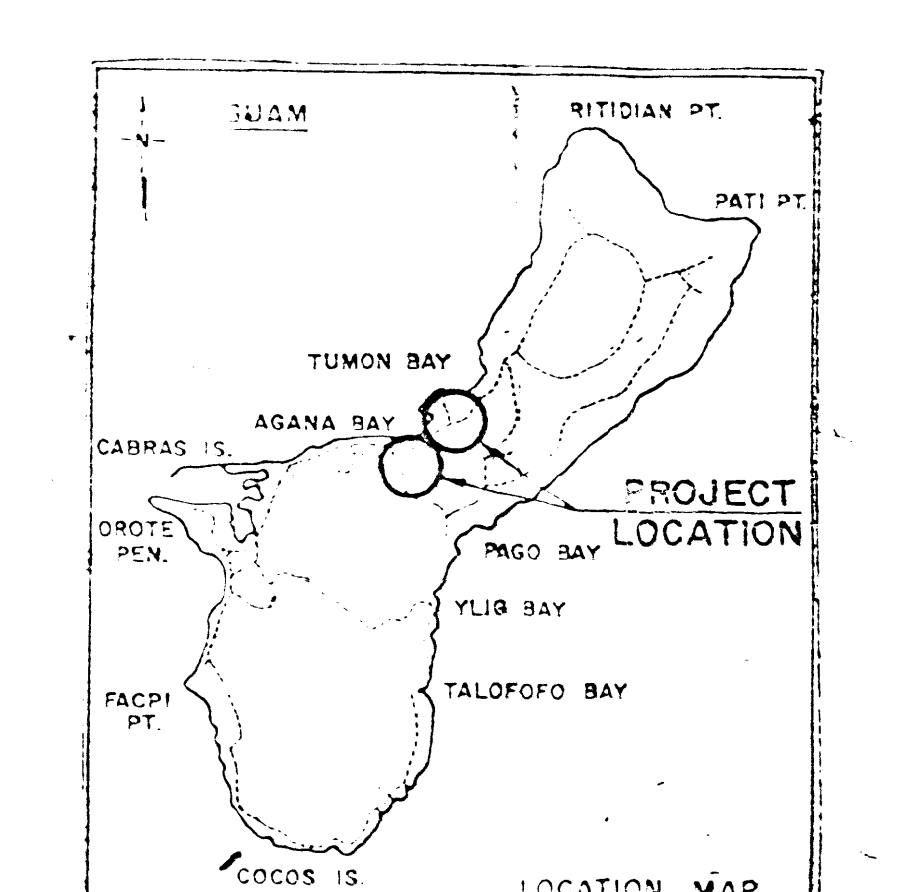 GUAM
N
RITIDIAN PT.
PATI PT.
TUMON BAY
AGANA BAY
CABRAS IS.
PROJECT
LOCATION
OROTE
PEN.
PAGO BAY
YLIG BAY
TALOFOFO BAY
FACPI
PT.
COCOS IS.
LOCATION MAP